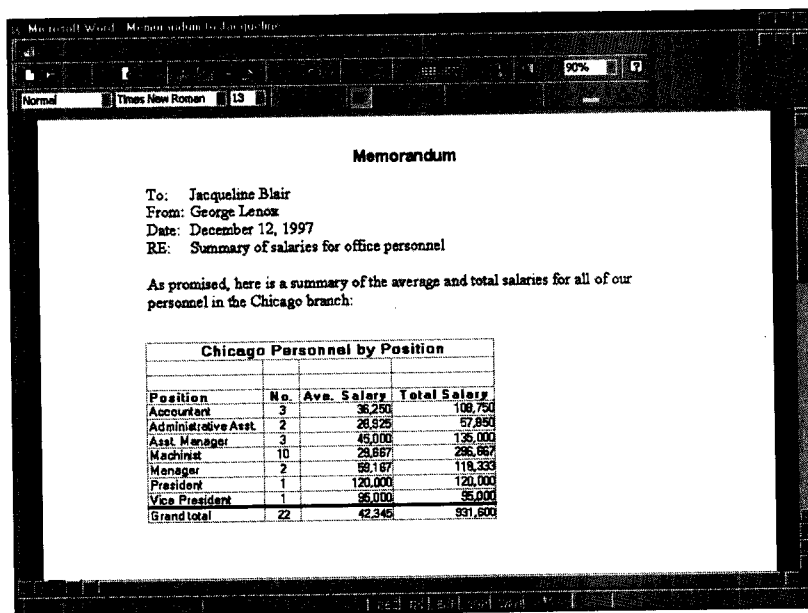 Microsoft Word - Memorandum to Jacqueline
90%
Normal Times New Roman 13
Memorandum
To: Jacqueline Blair
From: George Lenox
Date: December 12, 1997
RE: Summary of salaries for office personnel
As promised, here is a summary of the average and total salaries for all of our
personnel in the Chicago branch:
Chicago Personnel by Position
Position No. Ave. Salary Total Salary
Accountant 3 36,250 108,750
Administrative Asst. 2 28,925 57,850
Asst. Manager 3 45,000 135,000
Machinist 10 29,667 296,667
Manager 2 59,167 118,333
President 1 120,000 120,000
Vice President 1 95,000 95,000
Grand total 22 42,345 931,600